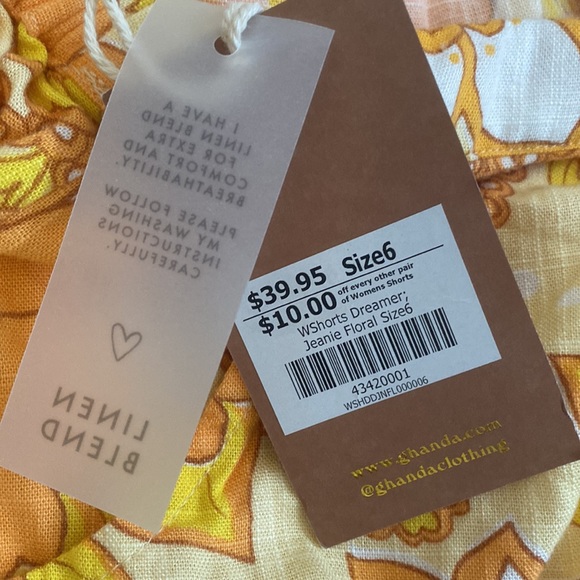 I HAVE A
LINEN BLEND
FOR EXTRA
COMFORT AND
BREATHABILITY.
PLEASE FOLLOW
MY WASHING
INSTRUCTIONS
CAREFULLY.
LINEN
BLEND
$39.95 Size6
$10.00 off every other pair
of Womens Shorts
WShorts Dreamer;
Jeanie Floral Size6
43420001
WSHDDJNFL000006
www.ghanda.com
@ghandaclothing